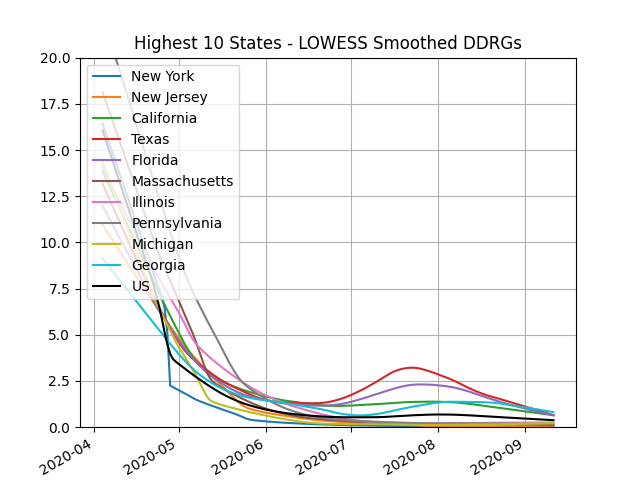 Highest 10 States - LOWESS Smoothed DDRGs
20.0
17.5
15.0
12.5
10.0
7.5
5.0
2.5
0.0
New York
New Jersey
California
Texas
Florida
Massachusetts
Illinois
Pennsylvania
Michigan
Georgia
US
2020-04
2020-05
2020-06
2020-07
2020-08
2020-09